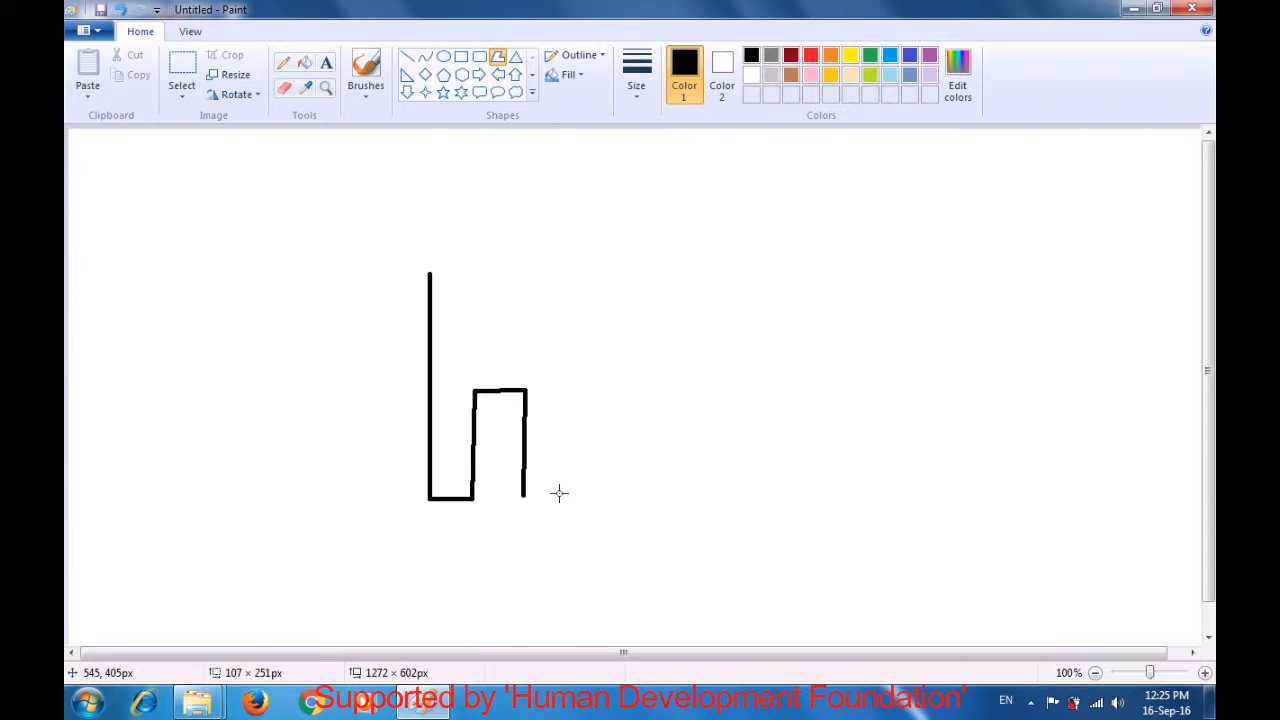 Untitled - Paint
Home
View
Paste
Cut
Copy
Clipboard
Select
Crop
Resize
Rotate
Image
A
Tools
Brushes
Shapes
Outline
Fill
Size
Color 1
Color 2
Edit colors
Colors
545, 405px
107 × 251px
1272 × 602px
100%
Supported by 'Human Development Foundation'
EN
12:25 PM
16-Sep-16